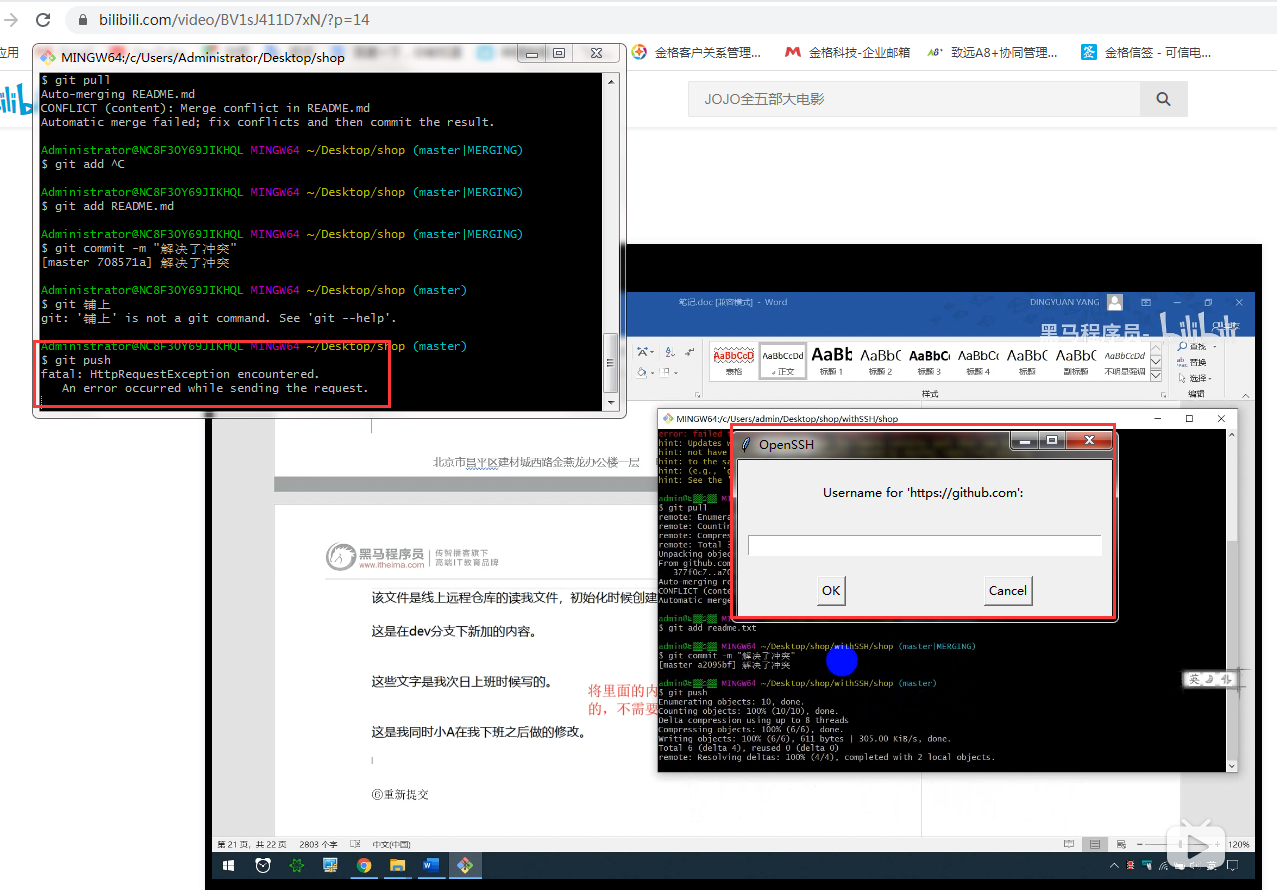 bilibili.com/video/BV1sJ411D7xN/?p=14
应用
金格客户关系管理...
金格科技-企业邮箱
致远A8+协同管理...
金格信签 - 可信电...
JOJO全五部大电影
MINGW64:/c/Users/Administrator/Desktop/shop
$ git pull
Auto-merging README.md
CONFLICT (content): Merge conflict in README.md
Automatic merge failed; fix conflicts and then commit the result.
Administrator@NC8F3OY69JIKHQL MINGW64 ~/Desktop/shop (master|MERGING)
$ git add ^C
Administrator@NC8F3OY69JIKHQL MINGW64 ~/Desktop/shop (master|MERGING)
$ git add README.md
Administrator@NC8F3OY69JIKHQL MINGW64 ~/Desktop/shop (master|MERGING)
$ git commit -m "解决了冲突"
[master 708571a] 解决了冲突
Administrator@NC8F3OY69JIKHQL MINGW64 ~/Desktop/shop (master)
$ git 铺上
git: '铺上' is not a git command. See 'git --help'.
Administrator@NC8F3OY69JIKHQL MINGW64 ~/Desktop/shop (master)
$ git push
fatal: HttpRequestException encountered.
An error occurred while sending the request.
笔记.doc [兼容模式] - Word
DINGYUAN YANG
黑马程序员-
AaBbCcD
表格
AaBbCcDd
正文
AaBb
标题 1
AaBbC
标题 2
AaBbC
标题 3
AaBbCc
标题 4
AaBbC
标题
AaBbC
副标题
AaBbCcDd
不明显强调
样式
查找
替换
选择
编辑
北京市昌平区建材城西路金燕龙办公楼一层
黑马程序员
www.itheima.com
传智播客旗下
高端IT教育品牌
该文件是线上远程仓库的读我文件，初始化时候创建
这是在dev分支下新加的内容。
这些文字是我次日上班时候写的。
将里面的内
的，不需要
这是我同时小A在我下班之后做的修改。
⑥重新提交
MINGW64:/c/Users/admin/Desktop/shop/withSSH/shop
error: failed
hint: Updates w
hint: not have
hint: to the sa
hint: (e.g., 'g
hint: See the
$ git pull
remote: Enumera
remote: Countin
remote: Compres
remote: Total
Unpacking objec
From github.com
377f0c7..a70
Auto-merging re
CONFLICT (conte
Automatic merge
$ git add readme.txt
MINGW64 ~/Desktop/shop/withSSH/shop (master|MERGING)
$ git commit -m "解决了冲突"
[master a2095bf] 解决了冲突
MINGW64 ~/Desktop/shop/withSSH/shop (master)
$ git push
Enumerating objects: 10, done.
Counting objects: 100% (10/10), done.
Delta compression using up to 8 threads
Compressing objects: 100% (6/6), done.
Writing objects: 100% (6/6), 611 bytes | 305.00 KiB/s, done.
Total 6 (delta 4), reused 0 (delta 0)
remote: Resolving deltas: 100% (4/4), completed with 2 local objects.
OpenSSH
Username for 'https://github.com':
OK
Cancel
英
第 21 页，共 22 页
2803 个字
中文(中国)
120%
英